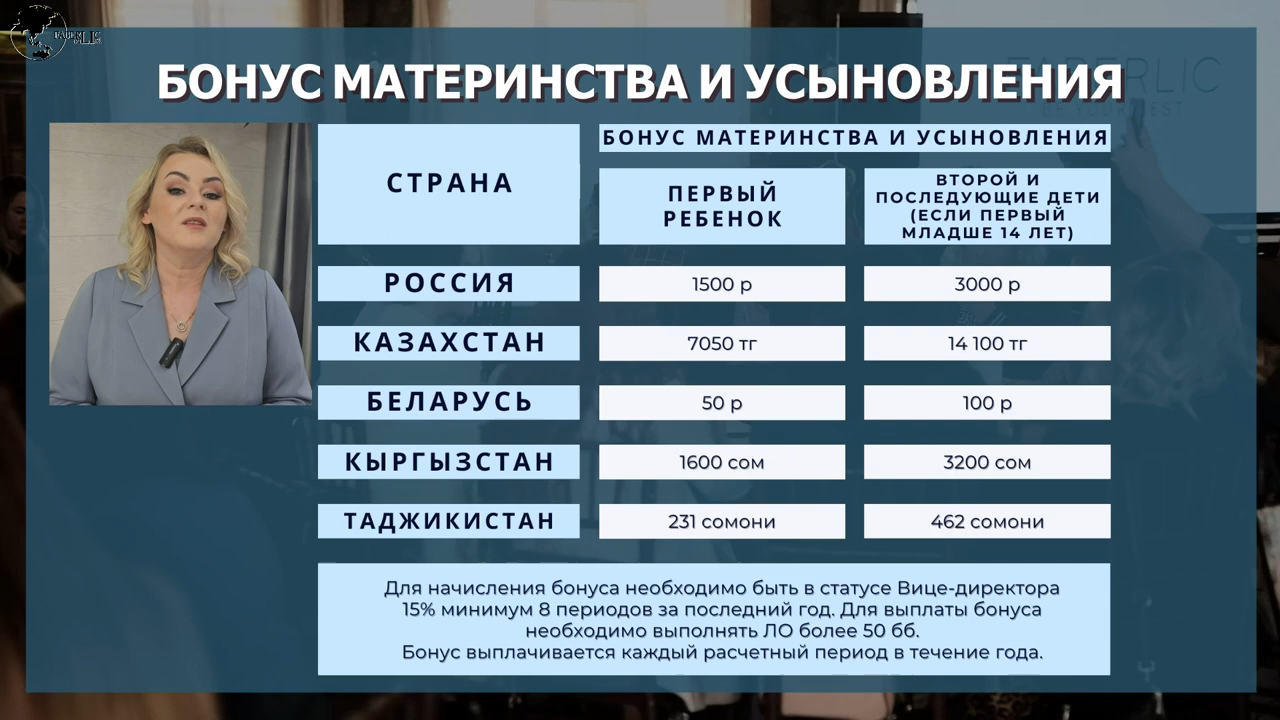 FABERLIC
БОНУС МАТЕРИНСТВА И УСЫНОВЛЕНИЯ
СТРАНА
БОНУС МАТЕРИНСТВА И УСЫНОВЛЕНИЯ
ПЕРВЫЙ
РЕБЕНОК
ВТОРОЙ И
ПОСЛЕДУЮЩИЕ ДЕТИ
(ЕСЛИ ПЕРВЫЙ
МЛАДШЕ 14 ЛЕТ)
РОССИЯ
1500 р
3000 р
КАЗАХСТАН
7050 тг
14 100 тг
БЕЛАРУСЬ
50 р
100 р
КЫРГЫЗСТАН
1600 сом
3200 сом
ТАДЖИКИСТАН
231 сомони
462 сомони
Для начисления бонуса необходимо быть в статусе Вице-директора
15% минимум 8 периодов за последний год. Для выплаты бонуса
необходимо выполнять ЛО более 50 бб.
Бонус выплачивается каждый расчетный период в течение года.